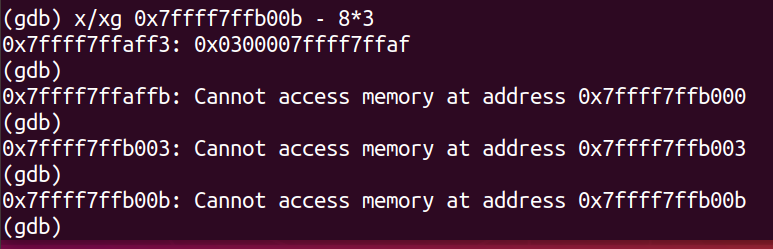 (gdb) x/xg 0x7ffff7ffb00b - 8*3
0x7ffff7ffaff3: 0x0300007ffff7ffaf
(gdb)
0x7ffff7ffaffb: Cannot access memory at address 0x7ffff7ffb000
(gdb)
0x7ffff7ffb003: Cannot access memory at address 0x7ffff7ffb003
(gdb)
0x7ffff7ffb00b: Cannot access memory at address 0x7ffff7ffb00b
(gdb)